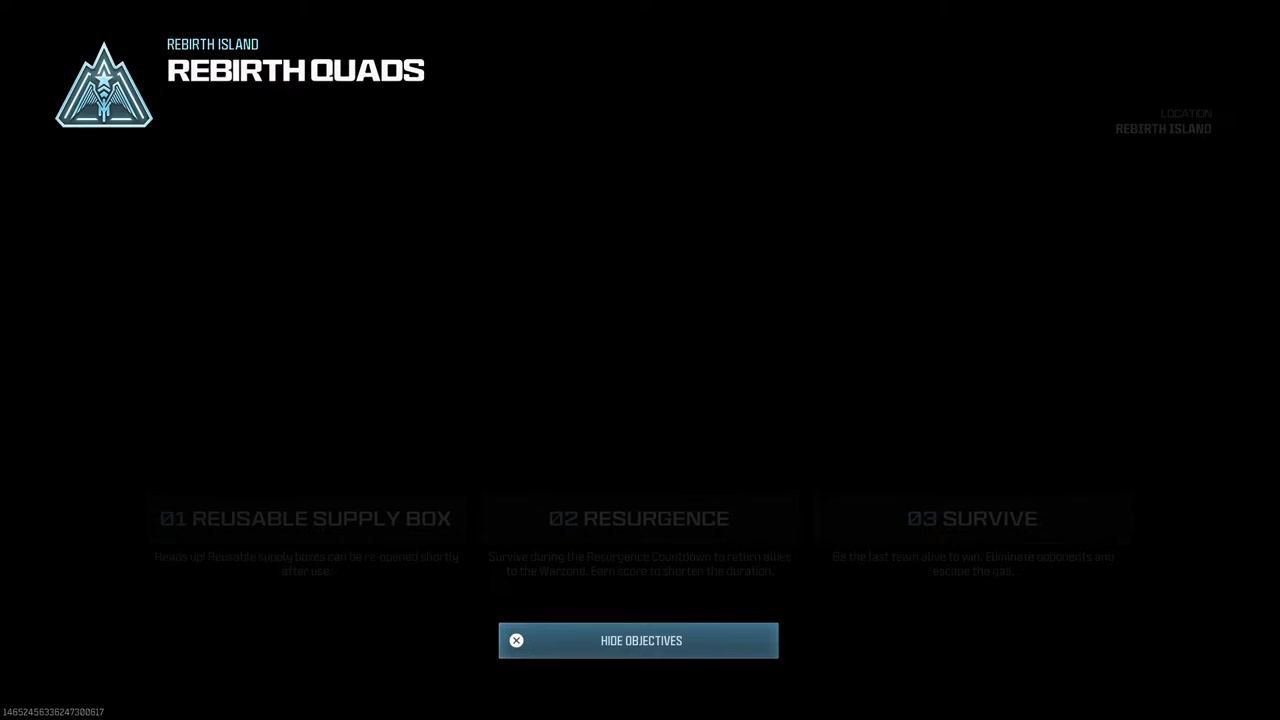 REBIRTH ISLAND
REBIRTH QUADS
LOCATION
REBIRTH ISLAND
01 REUSABLE SUPPLY BOX
Heads up! Reusable supply boxes can be re-opened shortly
after use.
02 RESURGENCE
Survive during the Resurgence Countdown to return allies
to the Warzone. Earn score to shorten the duration.
03 SURVIVE
Be the last team alive to win. Eliminate opponents and
escape the gas.
HIDE OBJECTIVES
14652456336247300617